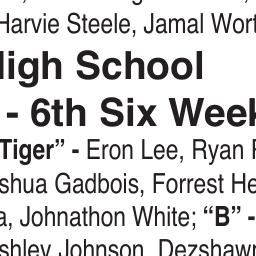 Harvie Steele, Jamal Wort
High School
- 6th Six Week
Tiger” - Eron Lee, Ryan
shua Gadbois, Forrest He
a, Johnathon White; “B” -
shley Johnson, Dezshawn